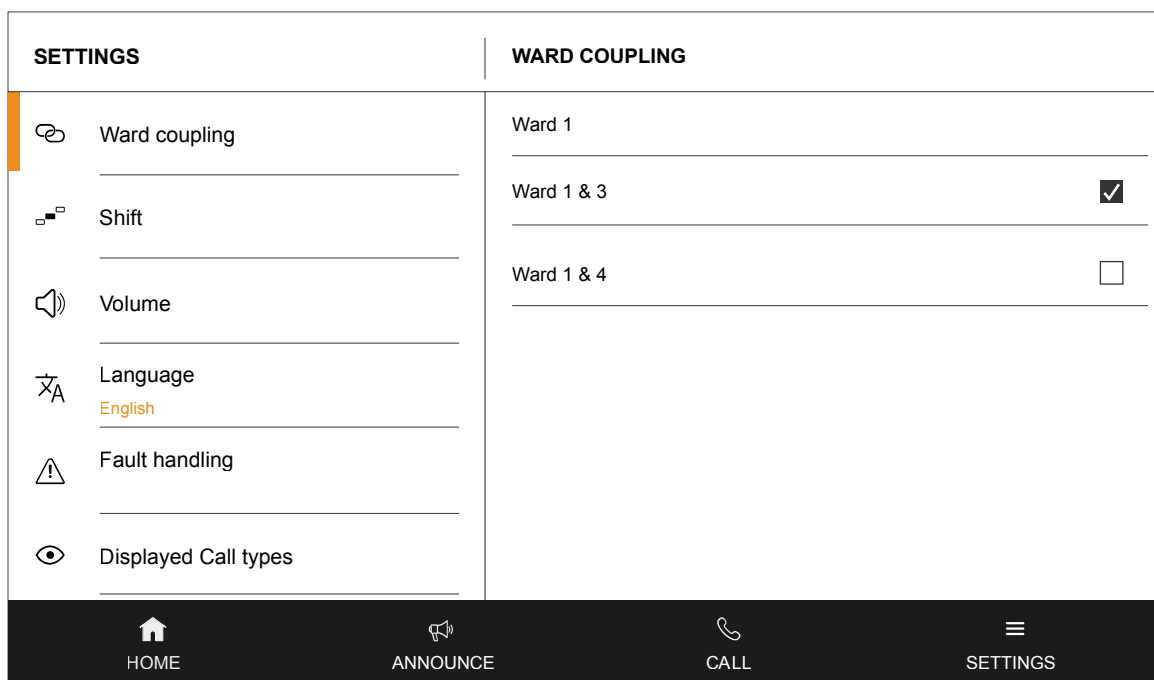 SETTINGS
WARD COUPLING
Ward coupling
Shift
Volume
Language
English
Fault handling
Displayed Call types
Ward 1
Ward 1 & 3
Ward 1 & 4
HOME
ANNOUNCE
CALL
SETTINGS